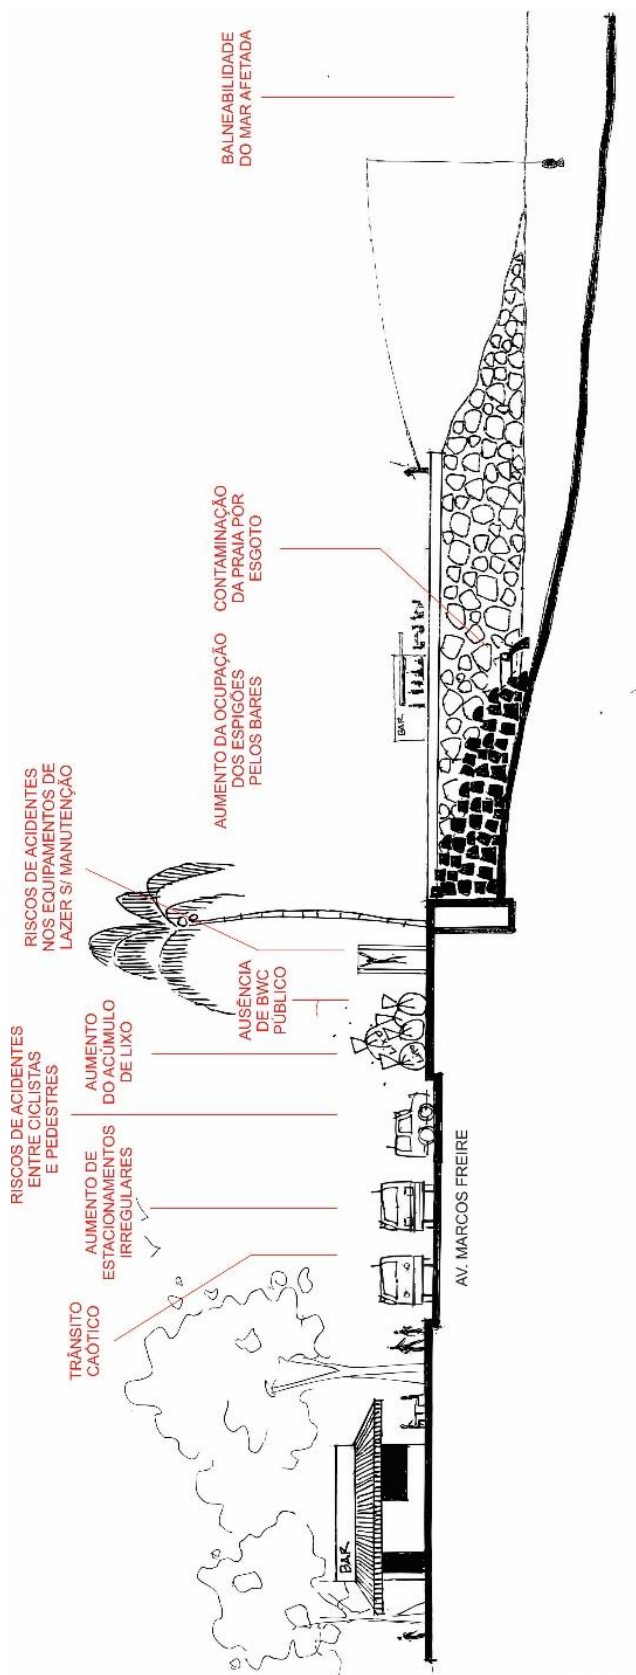 TRÂNSITO
CAÓTICO
AUMENTO DE
ESTACIONAMENTOS
IRREGULARES
RISCOS DE ACIDENTES
ENTRE CICLISTAS
E PEDESTRES
AUMENTO
DO ACÚMULO
DE LIXO
AUSÊNCIA
DE BWC
PÚBLICO
RISCOS DE ACIDENTES
NOS EQUIPAMENTOS DE
LAZER S/ MANUTENÇÃO
AUMENTO DA OCUPAÇÃO
DOS ESPIGÕES
PELOS BARES
CONTAMINAÇÃO
DA PRAIA POR
ESGOTO
BALNEABILIDADE
DO MAR AFETADA
BAR
BAR
AV. MARCOS FREIRE